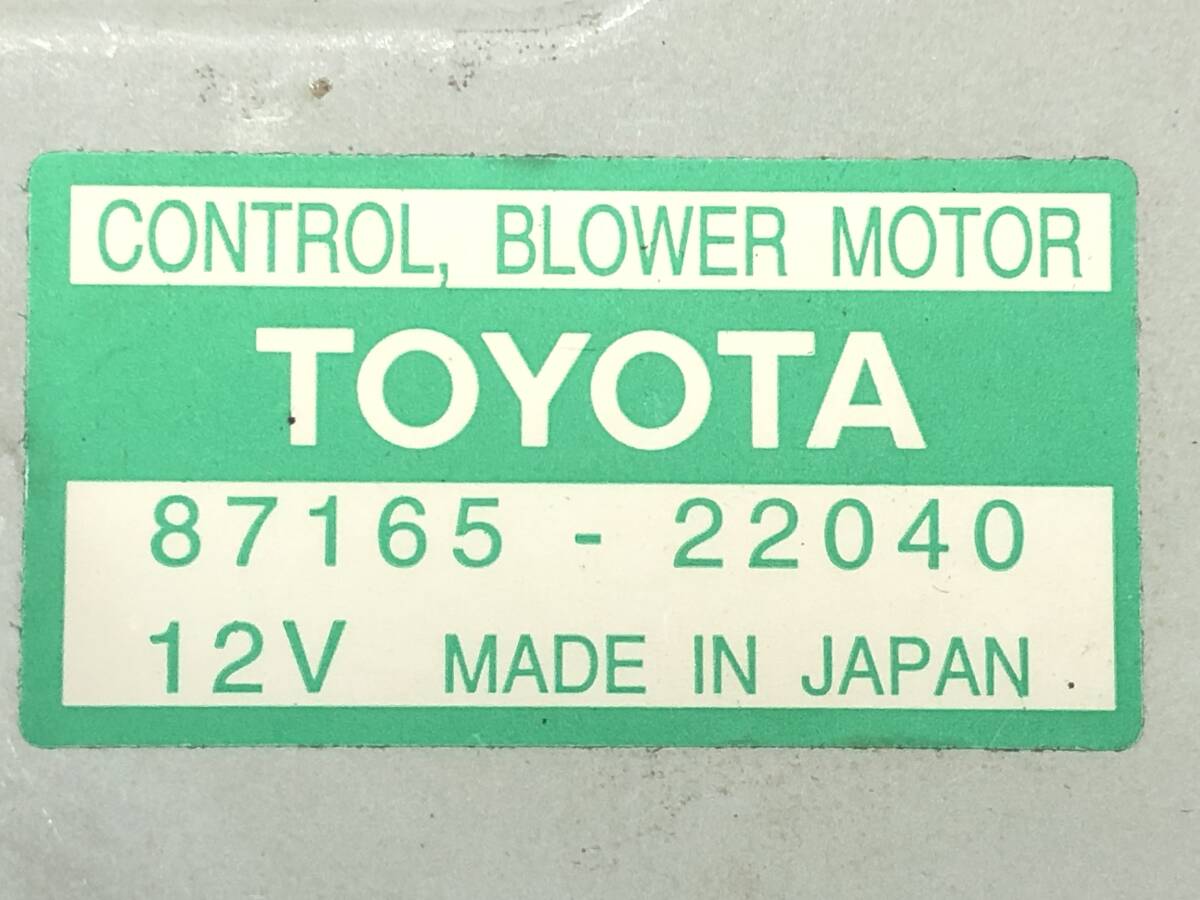 CONTROL, BLOWER MOTOR
TOYOTA
87165 - 22040
12V MADE IN JAPAN